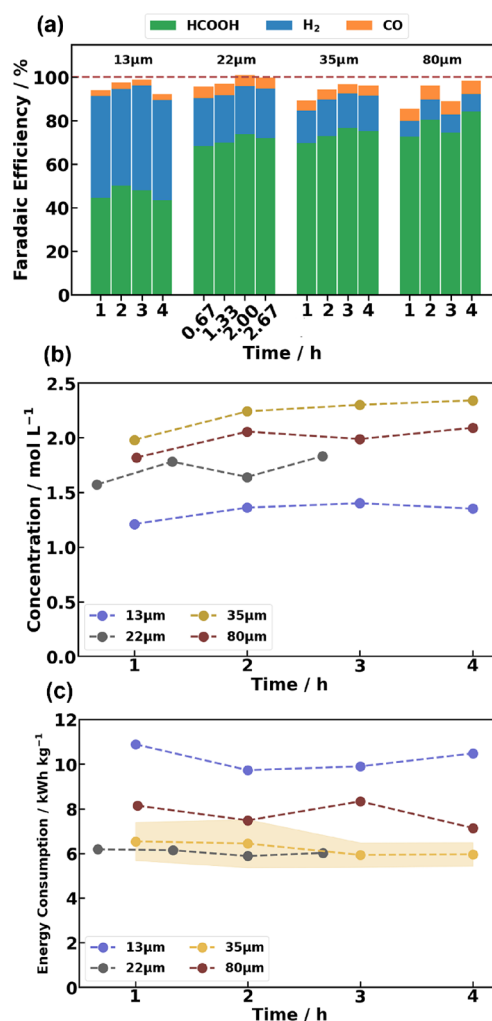 (a)
HCOOH H₂ CO
13μm 22μm 35μm 80μm
Faradaic Efficiency / %
100
80
60
40
20
0
1 2 3 4 0.67 1.33 2.00 2.67 1 2 3 4 1 2 3 4
Time / h
(b)
Concentration / mol L⁻¹
2.5
2.0
1.5
1.0
0.5
0.0
13μm 35μm
22μm 80μm
1 2 3 4
Time / h
(c)
Energy Consumption / kWh kg⁻¹
12
10
8
6
4
2
0
13μm 35μm
22μm 80μm
1 2 3 4
Time / h